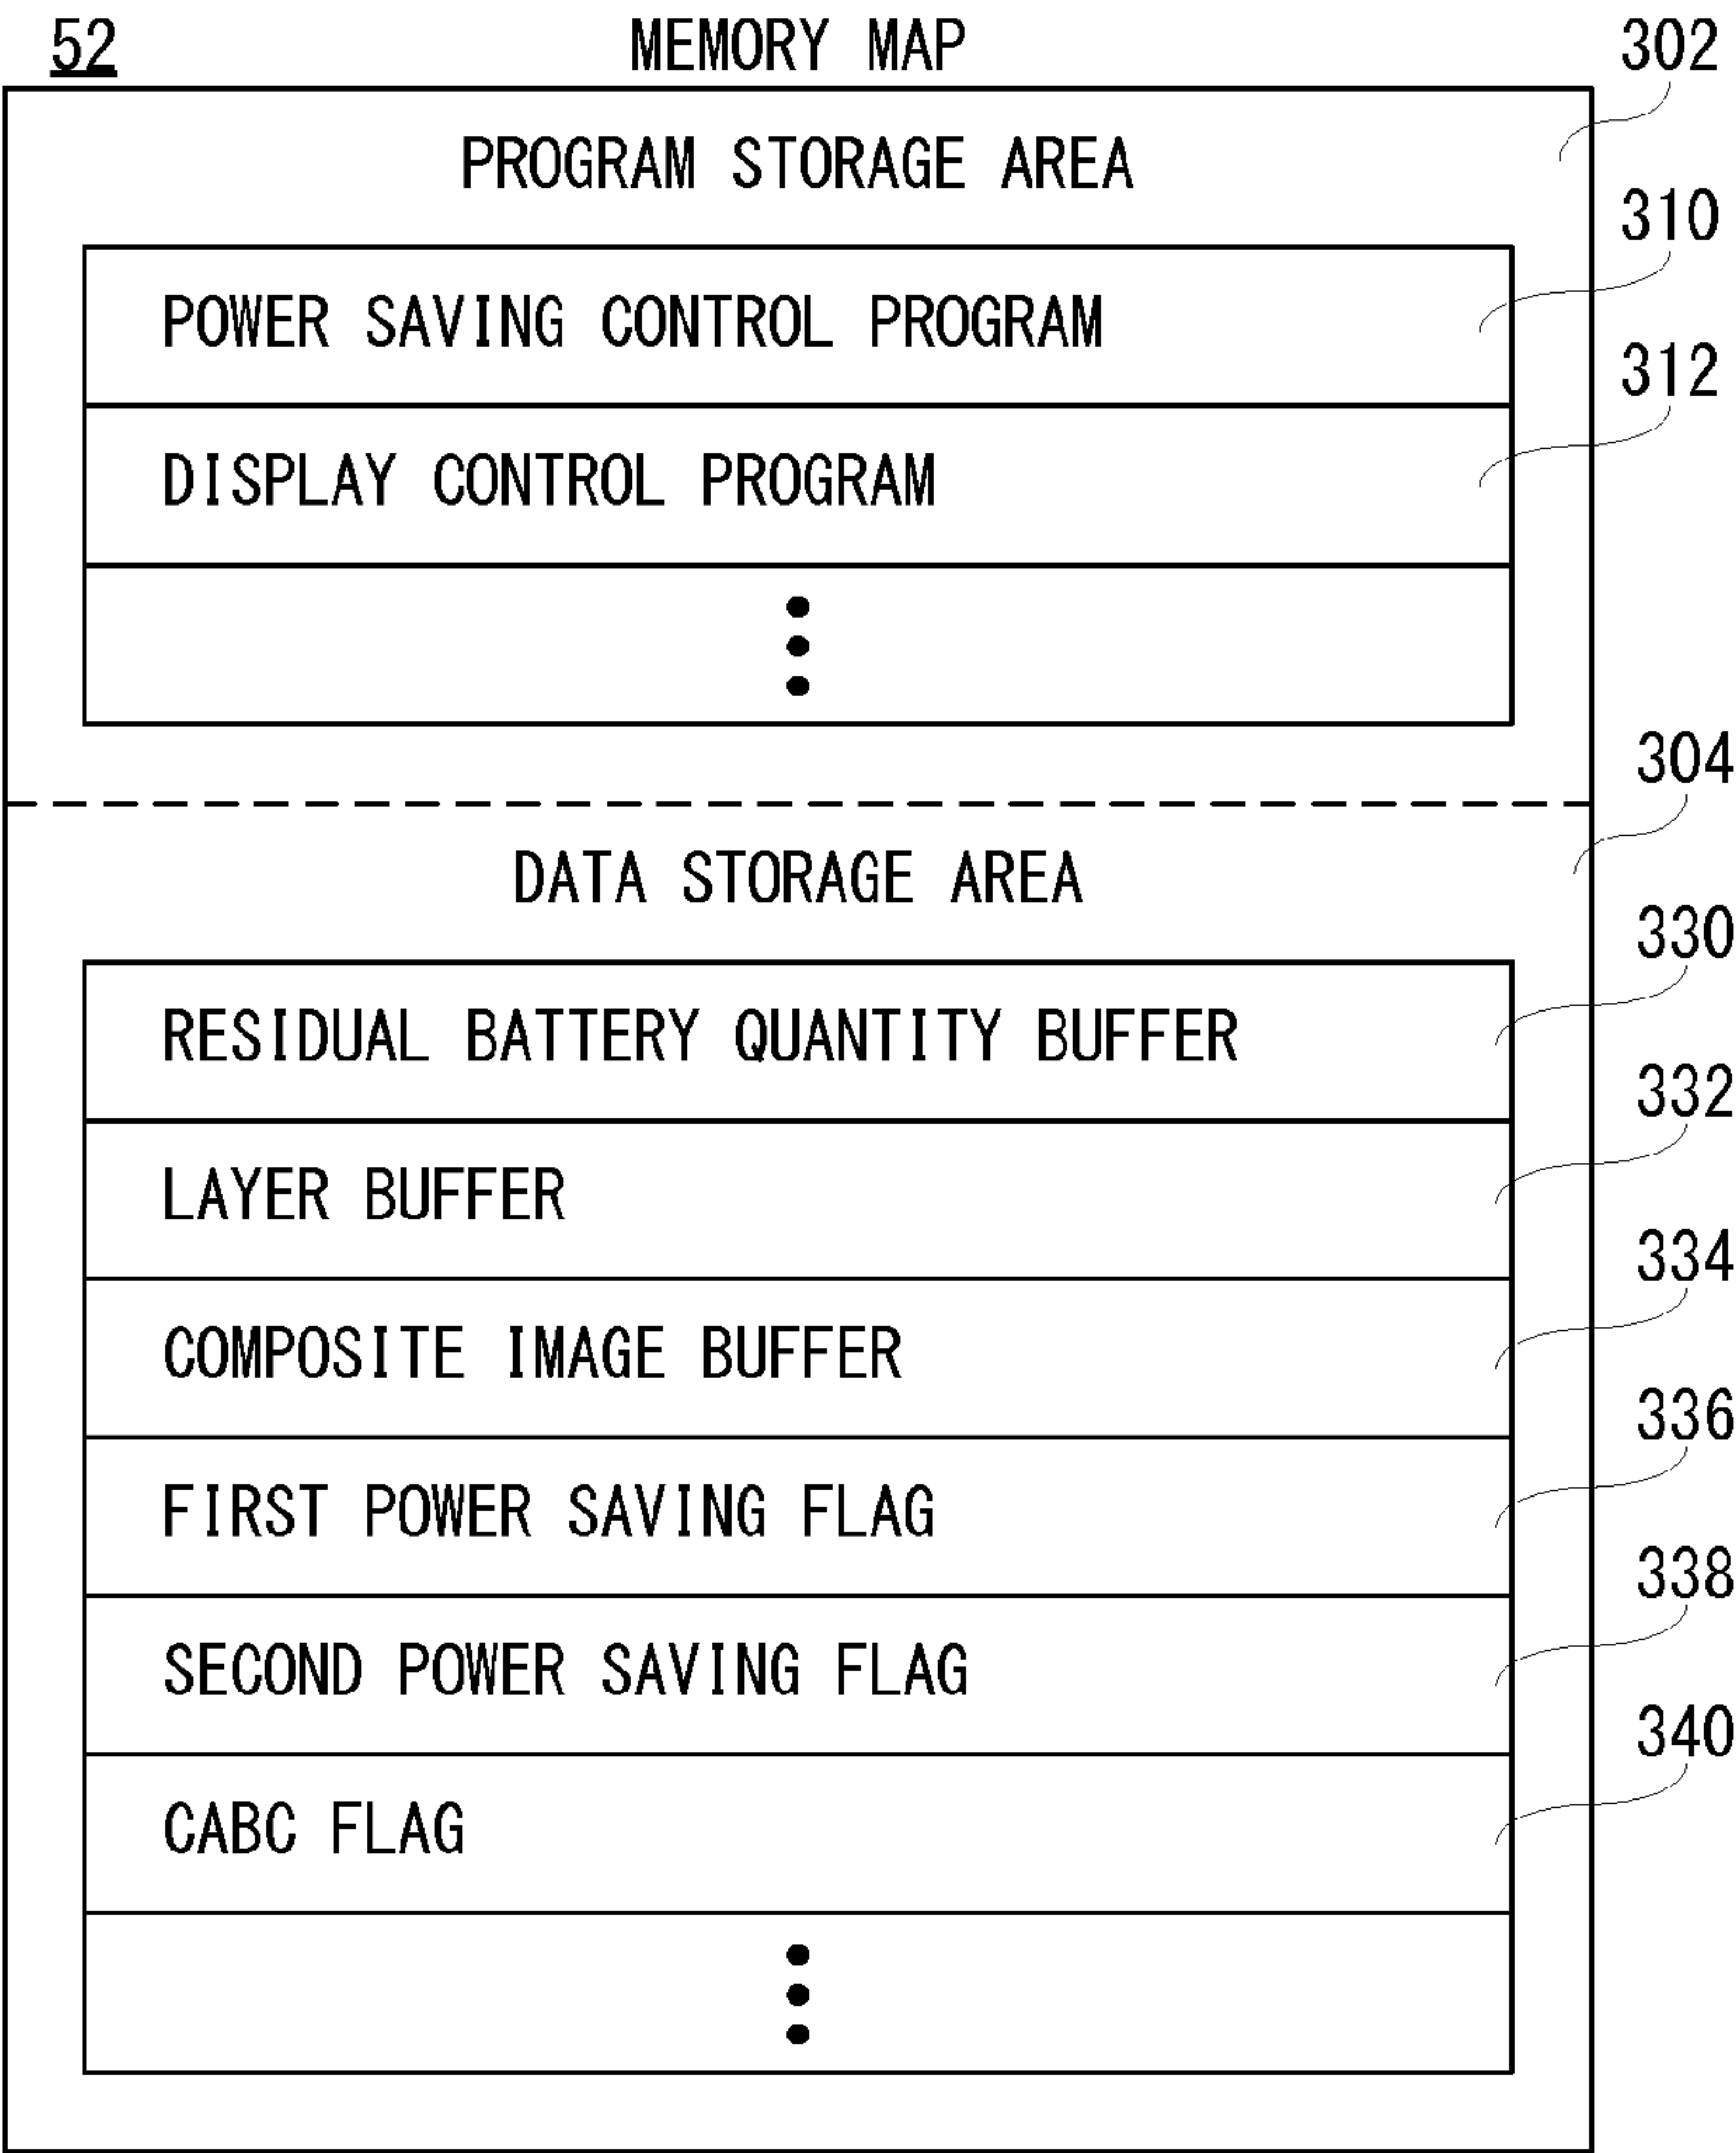 52 MEMORY MAP 302
PROGRAM STORAGE AREA
310
POWER SAVING CONTROL PROGRAM
312
DISPLAY CONTROL PROGRAM
304
DATA STORAGE AREA
330
RESIDUAL BATTERY QUANTITY BUFFER
332
LAYER BUFFER
334
COMPOSITE IMAGE BUFFER
336
FIRST POWER SAVING FLAG
338
SECOND POWER SAVING FLAG
340
CABC FLAG